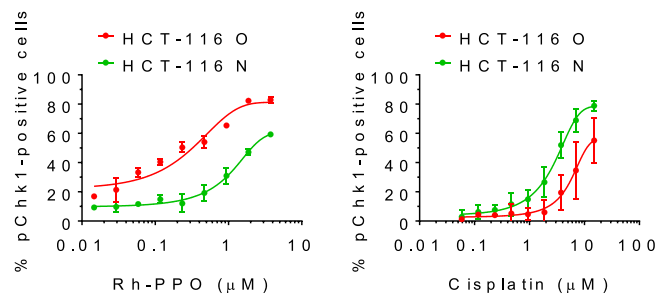 HCT-116 O
HCT-116 N
% pChk1-positive cells
100
80
60
40
20
0
0.01
0.1
1
10
Rh-PPO (μM)
HCT-116 O
HCT-116 N
% pChk1-positive cells
100
80
60
40
20
0
0.01
0.1
1
10
100
Cisplatin (μM)